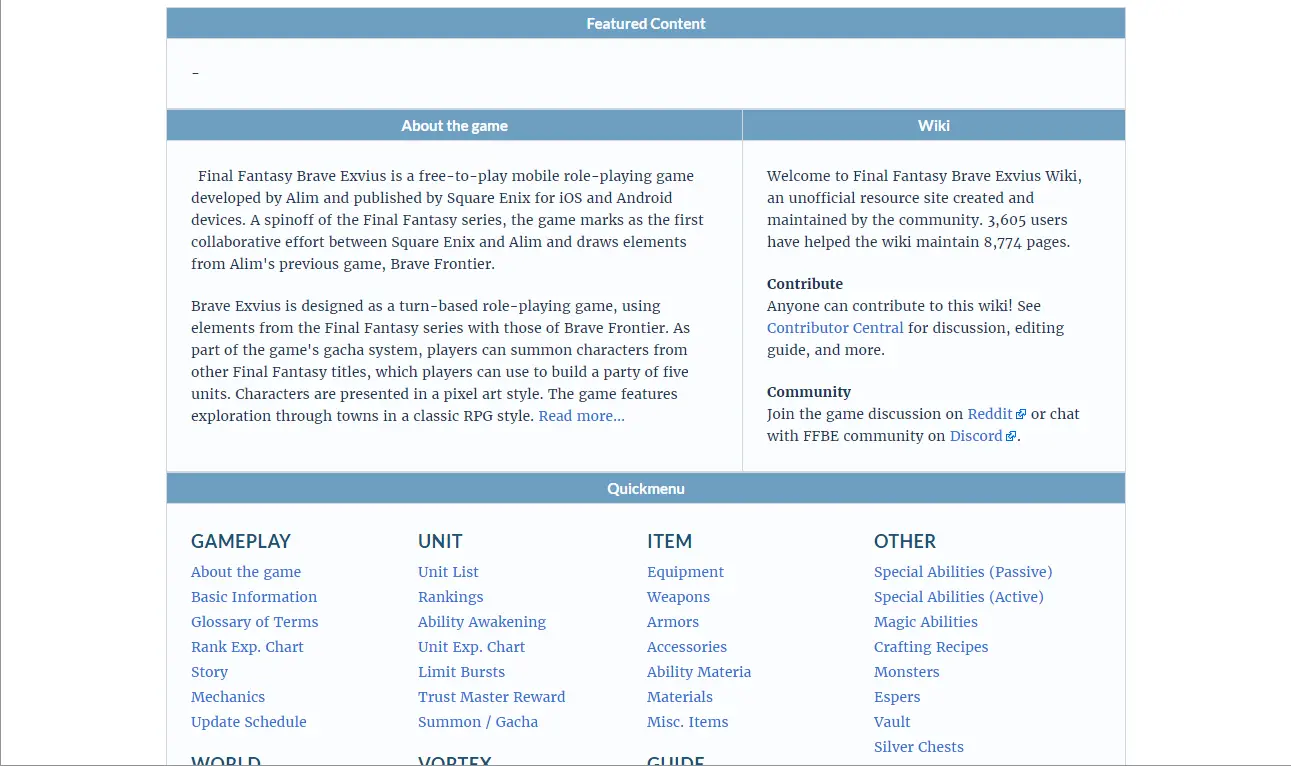 Featured Content
-
About the game
Final Fantasy Brave Exvius is a free-to-play mobile role-playing game
developed by Alim and published by Square Enix for iOS and Android
devices. A spinoff of the Final Fantasy series, the game marks as the first
collaborative effort between Square Enix and Alim and draws elements
from Alim's previous game, Brave Frontier.
Brave Exvius is designed as a turn-based role-playing game, using
elements from the Final Fantasy series with those of Brave Frontier. As
part of the game's gacha system, players can summon characters from
other Final Fantasy titles, which players can use to build a party of five
units. Characters are presented in a pixel art style. The game features
exploration through towns in a classic RPG style. Read more...
Wiki
Welcome to Final Fantasy Brave Exvius Wiki,
an unofficial resource site created and
maintained by the community. 3,605 users
have helped the wiki maintain 8,774 pages.
Contribute
Anyone can contribute to this wiki! See
Contributor Central for discussion, editing
guide, and more.
Community
Join the game discussion on Reddit or chat
with FFBE community on Discord.
Quickmenu
GAMEPLAY
About the game
Basic Information
Glossary of Terms
Rank Exp. Chart
Story
Mechanics
Update Schedule
WORLD
UNIT
Unit List
Rankings
Ability Awakening
Unit Exp. Chart
Limit Bursts
Trust Master Reward
Summon / Gacha
VORTEX
ITEM
Equipment
Weapons
Armors
Accessories
Ability Materia
Materials
Misc. Items
GUIDE
OTHER
Special Abilities (Passive)
Special Abilities (Active)
Magic Abilities
Crafting Recipes
Monsters
Espers
Vault
Silver Chests